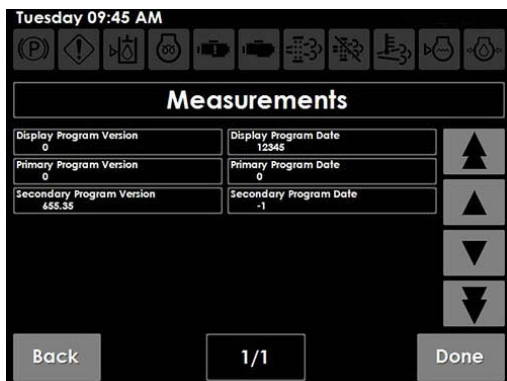 Tuesday 09:45 AM
(P)
Measurements
Display Program Version
0
Display Program Date
12345
Primary Program Version
0
Primary Program Date
0
Secondary Program Version
655.35
Secondary Program Date
-1
Back
1/1
Done